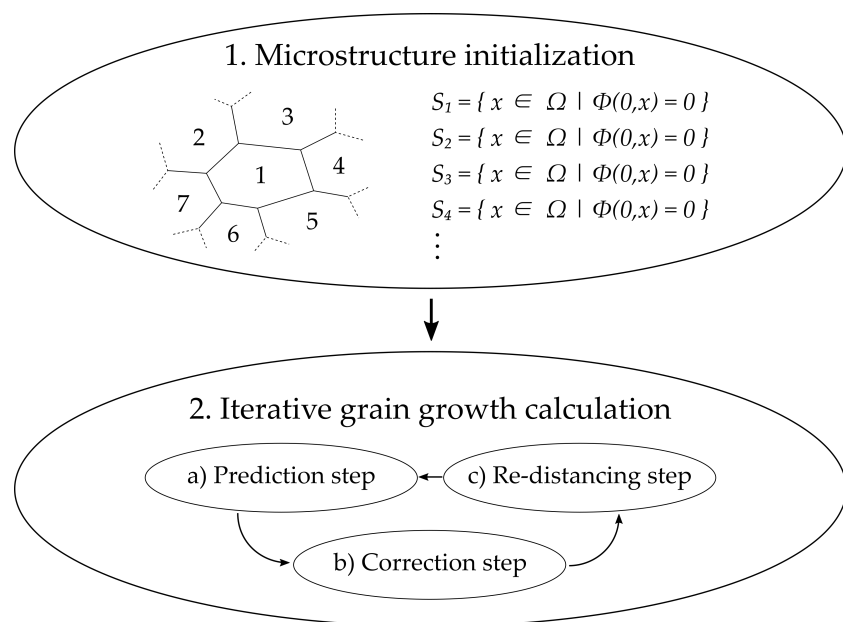 1. Microstructure initialization
3
2
1
4
7
6
5
S1 = { x ∈ Ω | Φ(0,x) = 0 }
S2 = { x ∈ Ω | Φ(0,x) = 0 }
S3 = { x ∈ Ω | Φ(0,x) = 0 }
S4 = { x ∈ Ω | Φ(0,x) = 0 }
⋮
2. Iterative grain growth calculation
a) Prediction step
c) Re-distancing step
b) Correction step